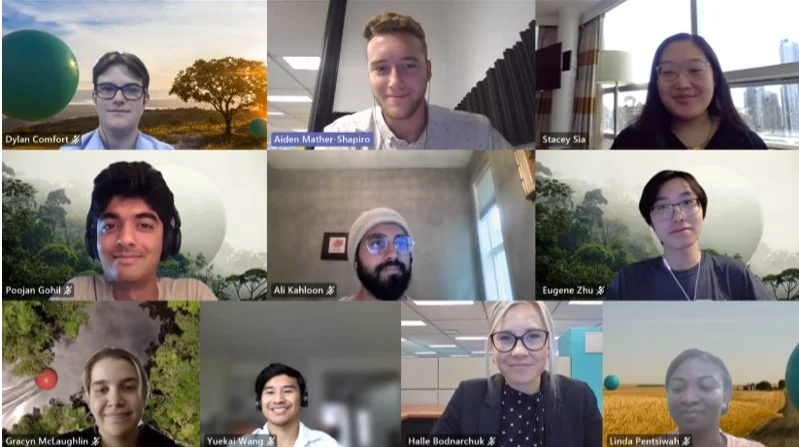 Dylan Comfort
Aiden Mather-Shapiro
Stacey Sia
Poojan Gohil
Ali Kahloon
Eugene Zhu
Gracyn McLaughlin
Yuekai Wang
Halle Bodnarchuk
Linda Pentsiwah